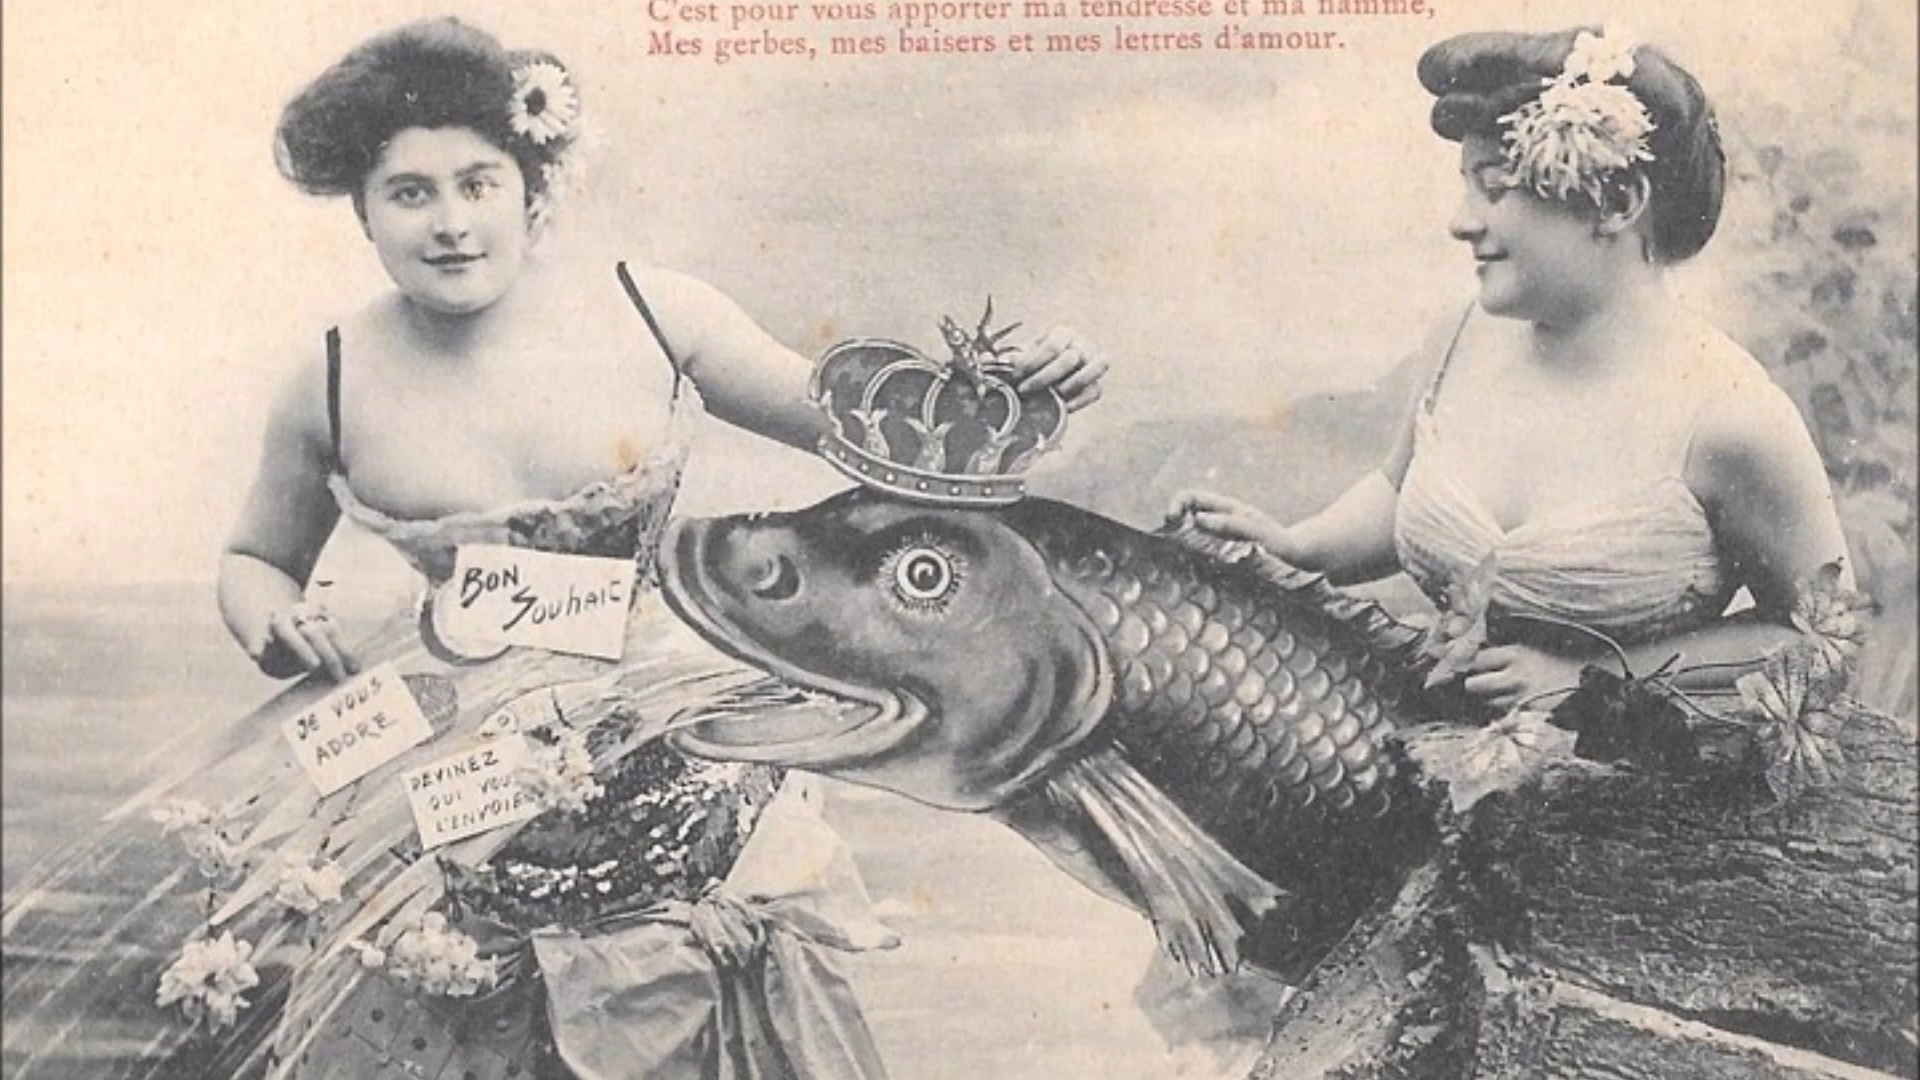 C'est pour vous apporter ma tendresse et ma flamme,
Mes gerbes, mes baisers et mes lettres d'amour.
BON
Souhait
JE VOUS
ADORE
DEVINEZ
QUI VOUS
L'ENVOIE